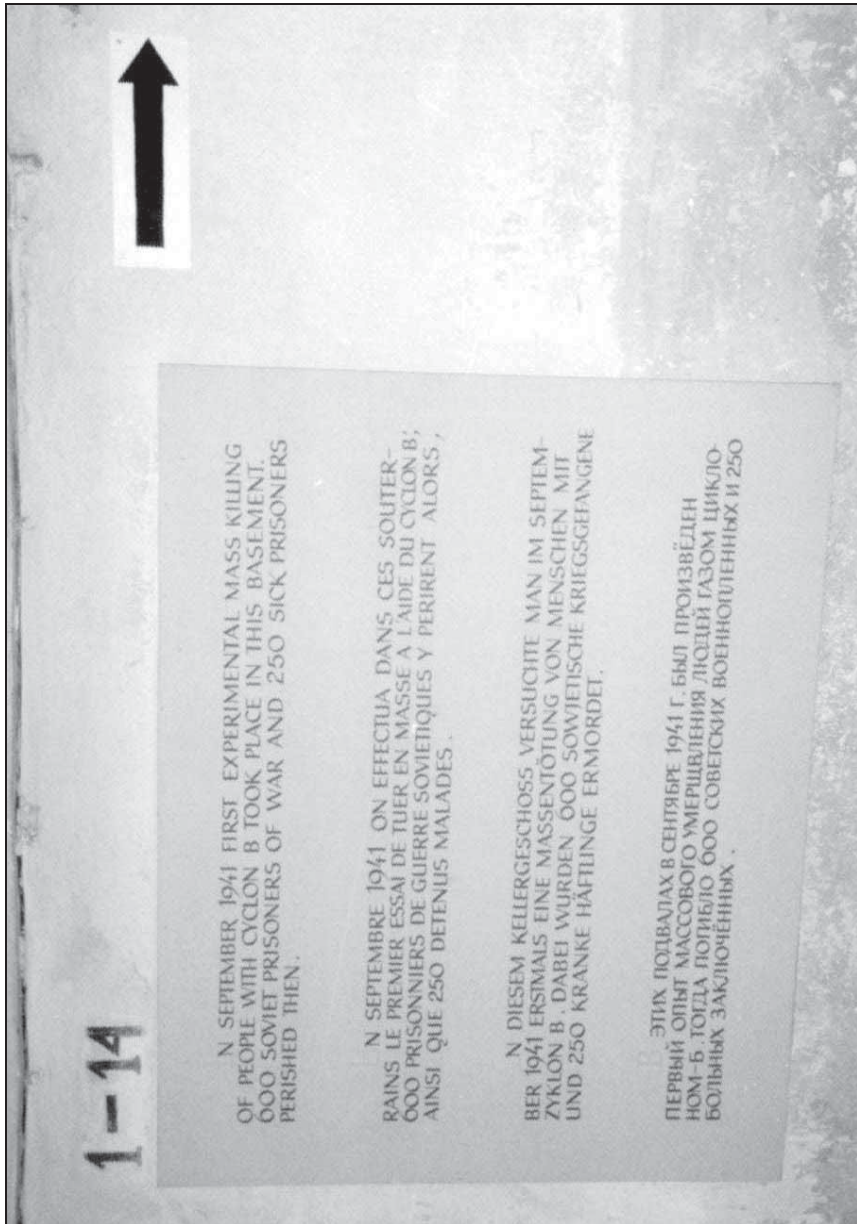 1-14
N SEPTEMBER 1941 FIRST EXPERIMENTAL MASS KILLING
OF PEOPLE WITH CYCLON B TOOK PLACE IN THIS BASEMENT.
600 SOVIET PRISONERS OF WAR AND 250 SICK PRISONERS
PERISHED THEN.
N SEPTEMBRE 1941 ON EFFECTUA DANS CES SOUTER-
RAINS LE PREMIER ESSAI DE TUER EN MASSE A L'AIDE DU CYCLON B;
600 PRISONNIERS DE GUERRE SOVIETIQUES Y PERIRENT ALORS,
AINSI QUE 250 DETENUS MALADES.
N DIESEM KELLERGESCHOSS VERSUCHTE MAN IM SEPTEM-
BER 1941 ERSTMALS EINE MASSENTÖTUNG VON MENSCHEN MIT
ZYKLON B. DABEI WURDEN 600 SOWJETISCHE KRIEGSGEFANGENE
UND 250 KRANKE HÄFTLINGE ERMORDET.
В ЭТИХ ПОДВАЛАХ В СЕНТЯБРЕ 1941 Г. БЫЛ ПРОИЗВЕДЕН
ПЕРВЫЙ ОПЫТ МАССОВОГО УМЕРЩВЛЕНИЯ ЛЮДЕЙ ГАЗОМ ЦИКЛО-
НОМ-Б. ТОГДА ПОГИБЛО 600 СОВЕТСКИХ ВОЕННОПЛЕННЫХ И 250
БОЛЬНЫХ ЗАКЛЮЧЁННЫХ.